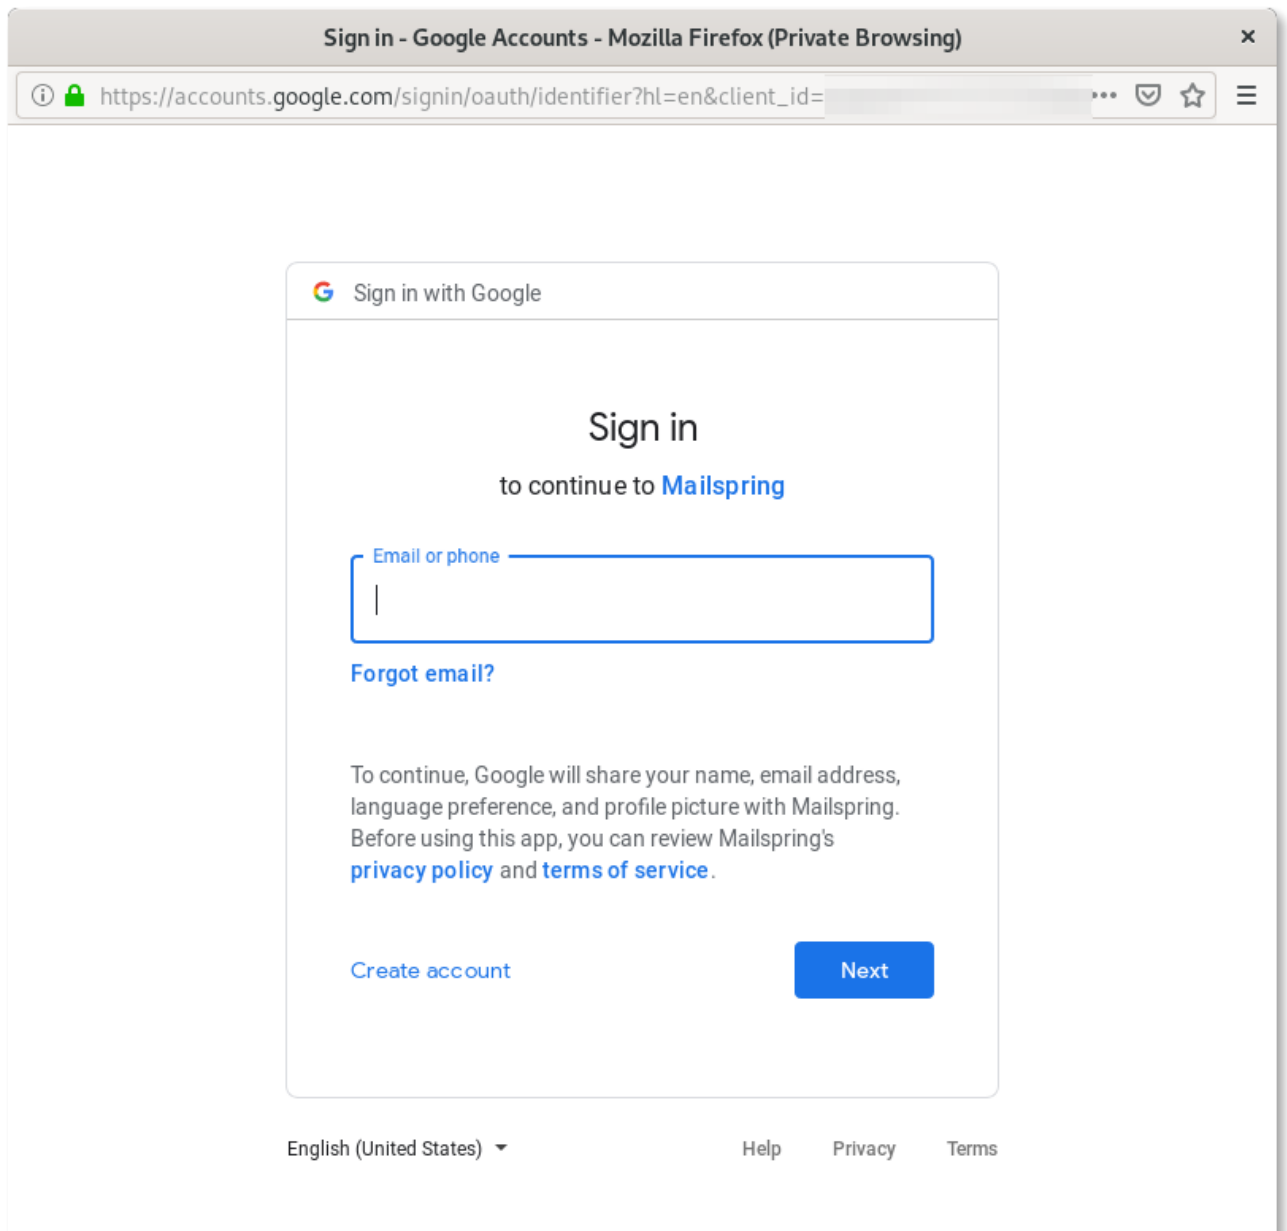 Sign in - Google Accounts - Mozilla Firefox (Private Browsing)
https://accounts.google.com/signin/oauth/identifier?hl=en&client_id=
Sign in with Google
Sign in
to continue to Mailspring
Email or phone
Forgot email?
To continue, Google will share your name, email address,
language preference, and profile picture with Mailspring.
Before using this app, you can review Mailspring's
privacy policy and terms of service.
Create account Next
English (United States) Help Privacy Terms